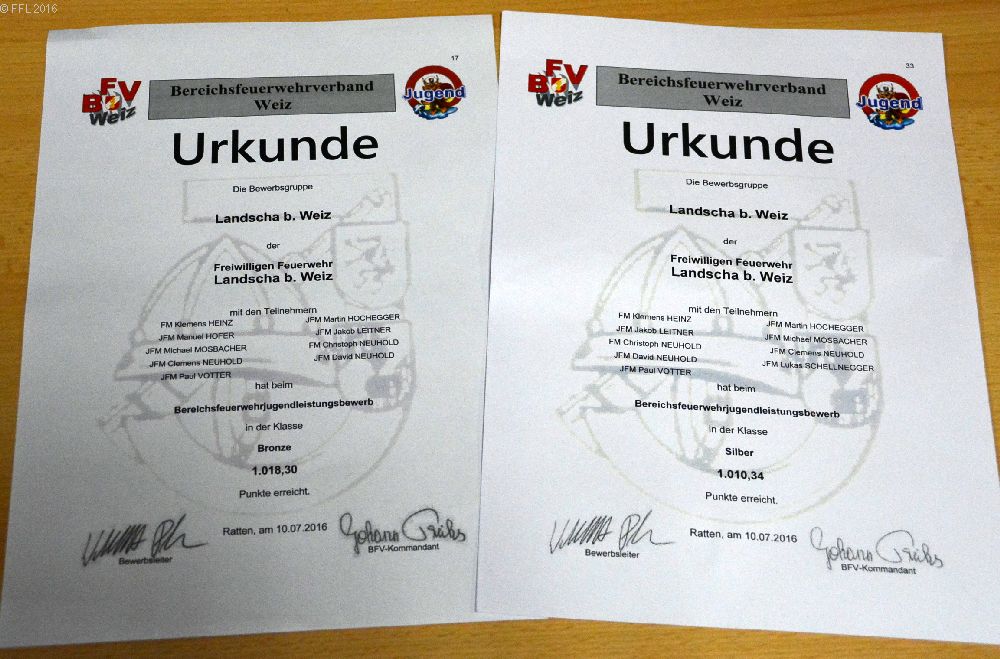 © FFL 2016
17
BFV
Weiz
Bereichsfeuerwehrverband
Weiz
Jugend
Urkunde
Die Bewerbsgruppe
Landscha b. Weiz
der
Freiwilligen Feuerwehr
Landscha b. Weiz
mit den Teilnehmern
FM Klemens HEINZ
JFM Martin HOCHEGGER
JFM Manuel HOFER
JFM Jakob LEITNER
JFM Michael MOSBACHER
FM Christoph NEUHOLD
JFM Clemens NEUHOLD
JFM David NEUHOLD
JFM Paul VOTTER
hat beim
Bereichsfeuerwehrjugendleistungsbewerb
in der Klasse
Bronze
1.018,30
Punkte erreicht.
Ratten, am 10.07.2016
Johann
Bewerbsleiter
BFV-Kommandant
33
BFV
Weiz
Bereichsfeuerwehrverband
Weiz
Jugend
Urkunde
Die Bewerbsgruppe
Landscha b. Weiz
der
Freiwilligen Feuerwehr
Landscha b. Weiz
mit den Teilnehmern
FM Klemens HEINZ
JFM Martin HOCHEGGER
JFM Jakob LEITNER
JFM Michael MOSBACHER
FM Christoph NEUHOLD
JFM Clemens NEUHOLD
JFM David NEUHOLD
JFM Lukas SCHELLNEGGER
JFM Paul VOTTER
hat beim
Bereichsfeuerwehrjugendleistungsbewerb
in der Klasse
Silber
1.010,34
Punkte erreicht.
Ratten, am 10.07.2016
Johann
Bewerbsleiter
BFV-Kommandant